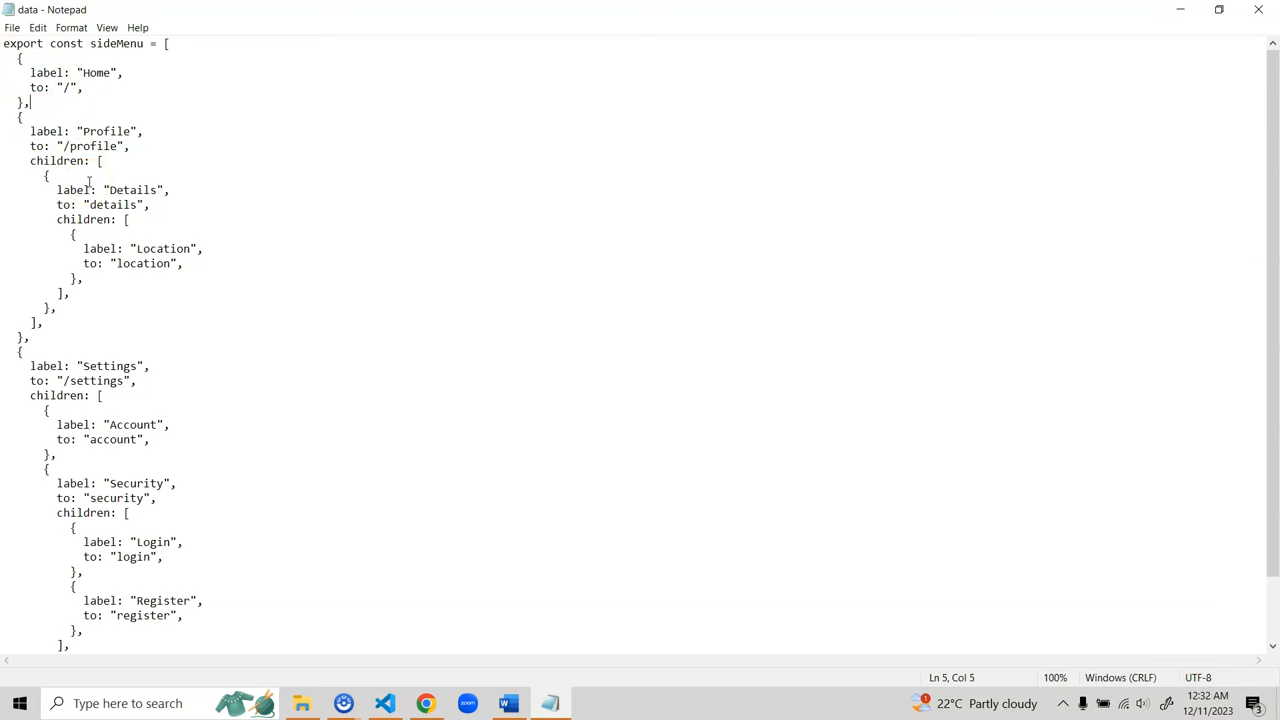 data - Notepad
File Edit Format View Help
export const sideMenu = [
  {
    label: "Home",
    to: "/",
  },
  {
    label: "Profile",
    to: "/profile",
    children: [
      {
        label: "Details",
        to: "details",
        children: [
          {
            label: "Location",
            to: "location",
          },
        ],
      },
    ],
  },
  {
    label: "Settings",
    to: "/settings",
    children: [
      {
        label: "Account",
        to: "account",
      },
      {
        label: "Security",
        to: "security",
        children: [
          {
            label: "Login",
            to: "login",
          },
          {
            label: "Register",
            to: "register",
          },
        ],
Ln 5, Col 5 100% Windows (CRLF) UTF-8
Type here to search zoom W 1 22°C Partly cloudy 12:32 AM
12/11/2023 3